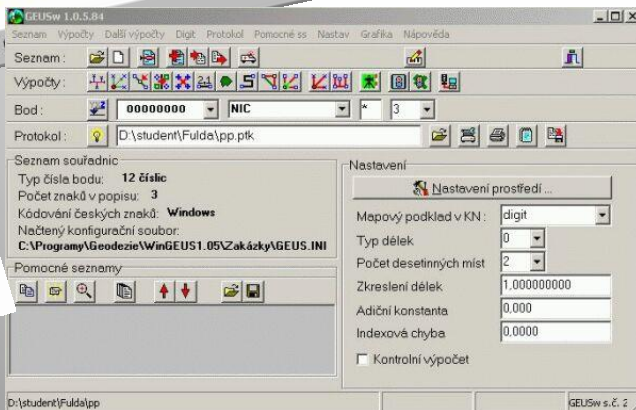 GEUSw 1.0.5.84
Seznam Výpočty Další výpočty Digit Protokol Pomocné ss Nastav Grafika Nápověda
Seznam :
Výpočty :
Bod : 00000000 NIC * 3
Protokol : D:\student\Fulda\pp.ptk
Seznam souřadnic
Typ čísla bodu: 12 číslic
Počet znaků v popisu: 3
Kódování českých znaků: Windows
Načtený konfigurační soubor:
C:\Programy\Geodezie\WinGEUS1.05\Zakázky\GEUS.INI
Pomocné seznamy
Nastavení
Nastavení prostředí ...
Mapový podklad v KN : digit
Typ délek 0
Počet desetinných míst 2
Zkreslení délek 1,000000000
Adiční konstanta 0,000
Indexová chyba 0,0000
Kontrolní výpočet
D:\student\Fulda\pp GEUSw s.č. 2